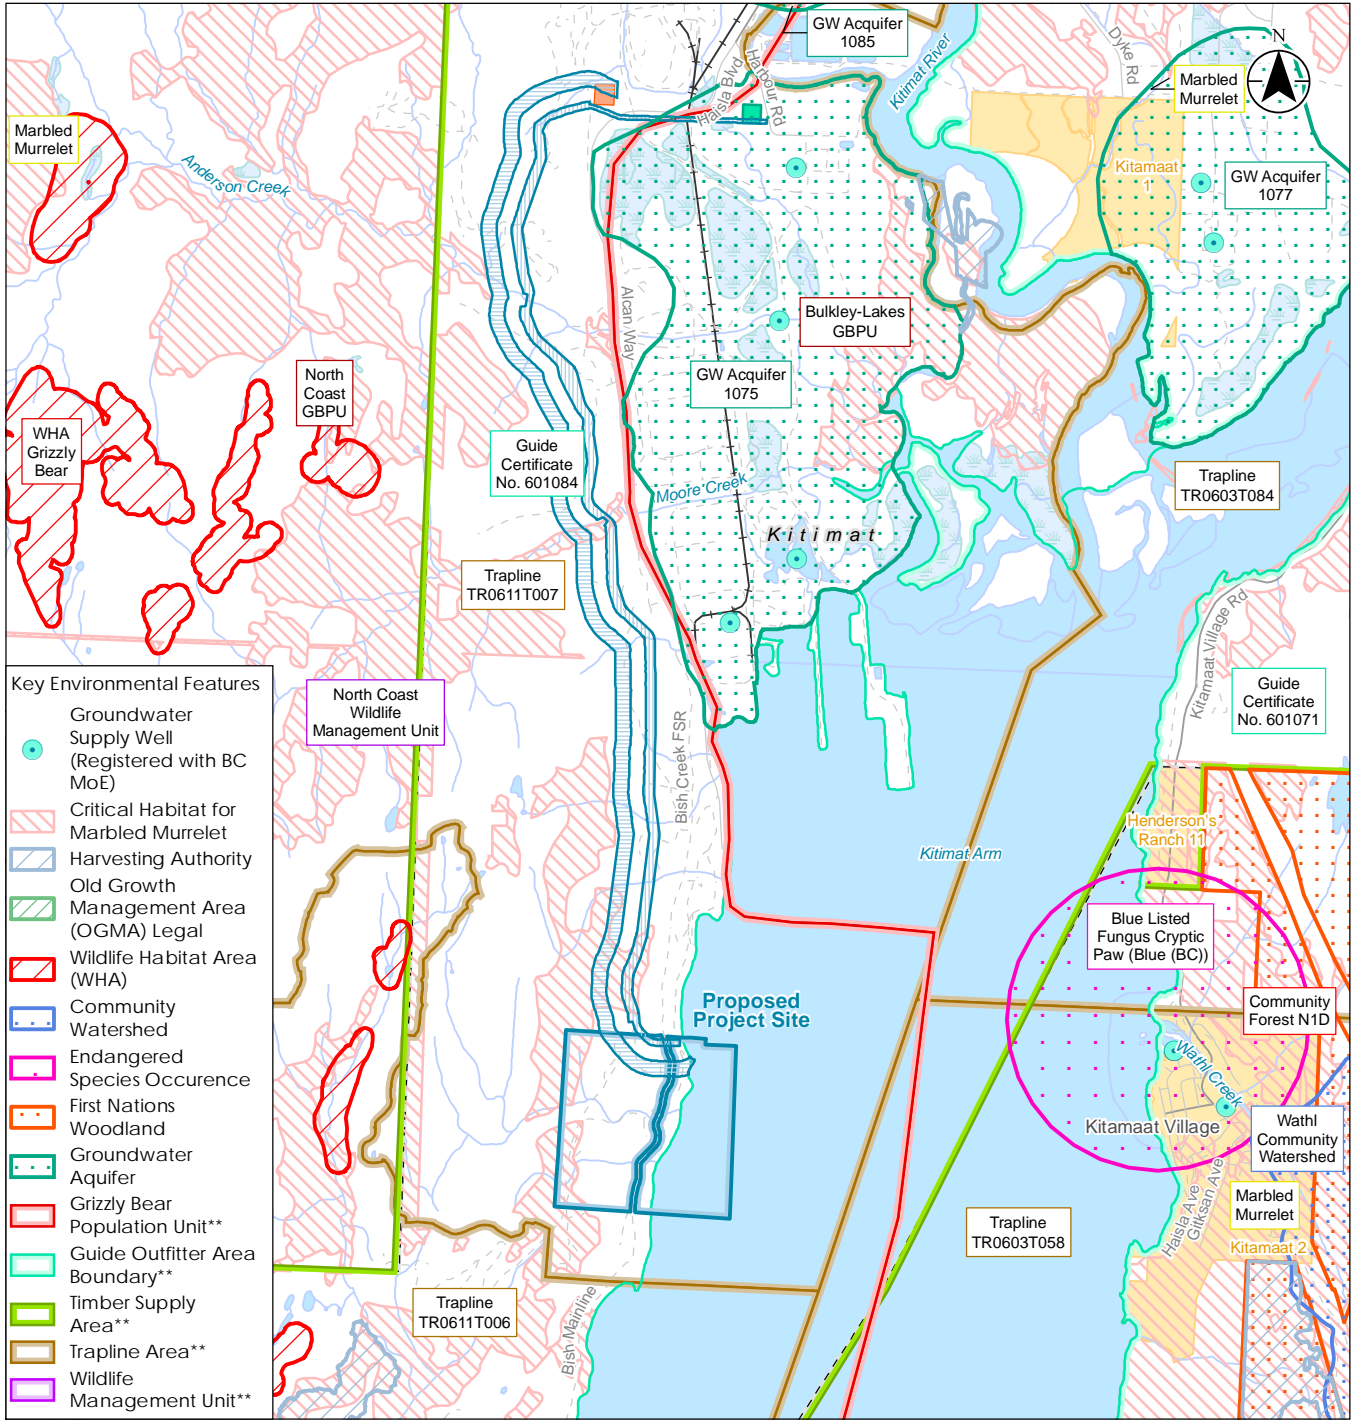 GW Acquifer
1085
Dyke Rd
N
Haisla Blvd
Harbour Rd
Kitimat River
Marbled
Murrelet
Marbled
Murrelet
Anderson Creek
Kitamaat
1
GW Acquifer
1077
Alcan Way
Bulkley-Lakes
GBPU
North
Coast
GBPU
GW Acquifer
1075
WHA
Grizzly
Bear
Guide
Certificate
No. 601084
Moore Creek
Trapline
TR0603T084
Kitimat
Trapline
TR0611T007
Kitamaat Village Rd
Key Environmental Features
Groundwater
Supply Well
(Registered with BC
MoE)
Critical Habitat for
Marbled Murrelet
Harvesting Authority
Old Growth
Management Area
(OGMA) Legal
Wildlife Habitat Area
(WHA)
Community
Watershed
Endangered
Species Occurence
First Nations
Woodland
Groundwater
Aquifer
Grizzly Bear
Population Unit**
Guide Outfitter Area
Boundary**
Timber Supply
Area**
Trapline Area**
Wildlife
Management Unit**
North Coast
Wildlife
Management Unit
Guide
Certificate
No. 601071
Bish Creek FSR
Henderson's
Ranch 11
Kitimat Arm
Blue Listed
Fungus Cryptic
Paw (Blue (BC))
Proposed
Project Site
Community
Forest N1D
Wathl Creek
Kitamaat Village
Wathl
Community
Watershed
Haisla Ave
Gitksan Ave
Marbled
Murrelet
Trapline
TR0603T058
Kitamaat 2
Trapline
TR0611T006
Bish Mainline